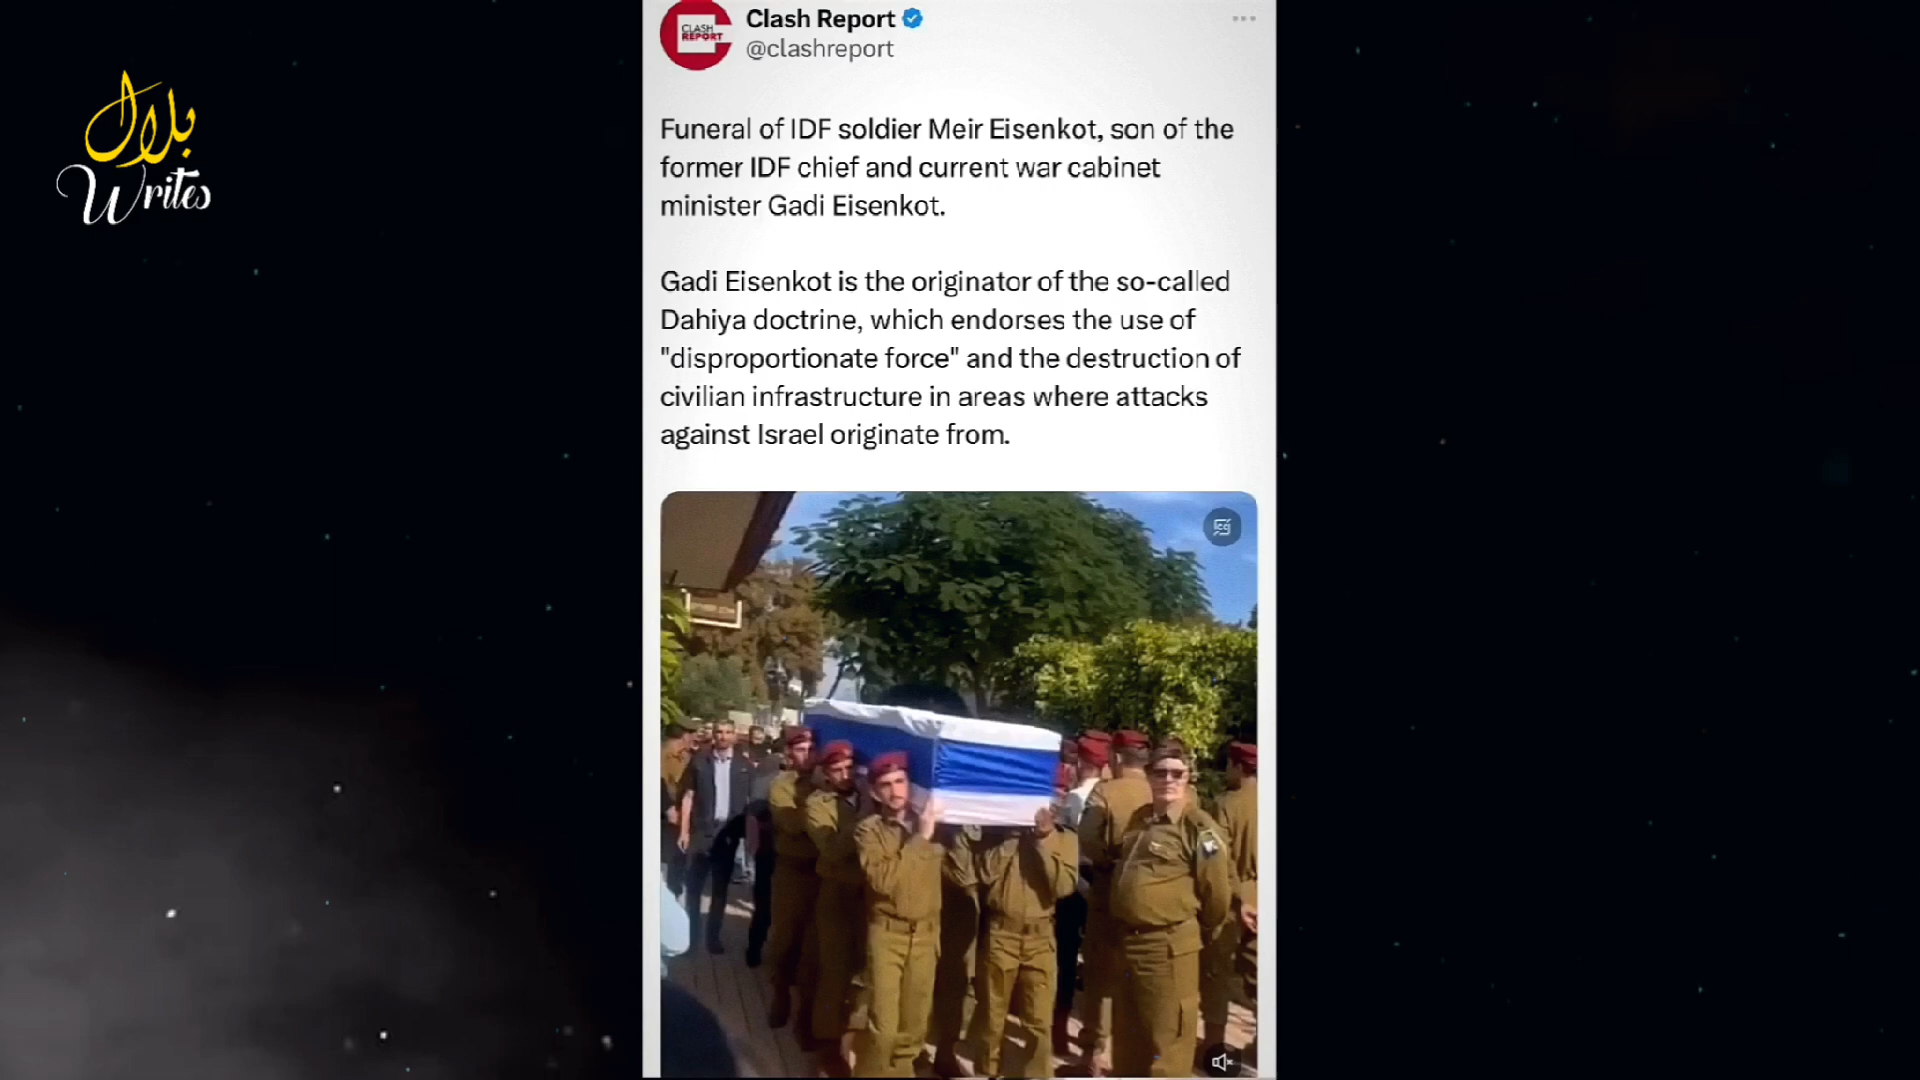 بلال
Writes
CLASH
REPORT
Clash Report
@clashreport
Funeral of IDF soldier Meir Eisenkot, son of the
former IDF chief and current war cabinet
minister Gadi Eisenkot.
Gadi Eisenkot is the originator of the so-called
Dahiya doctrine, which endorses the use of
"disproportionate force" and the destruction of
civilian infrastructure in areas where attacks
against Israel originate from.